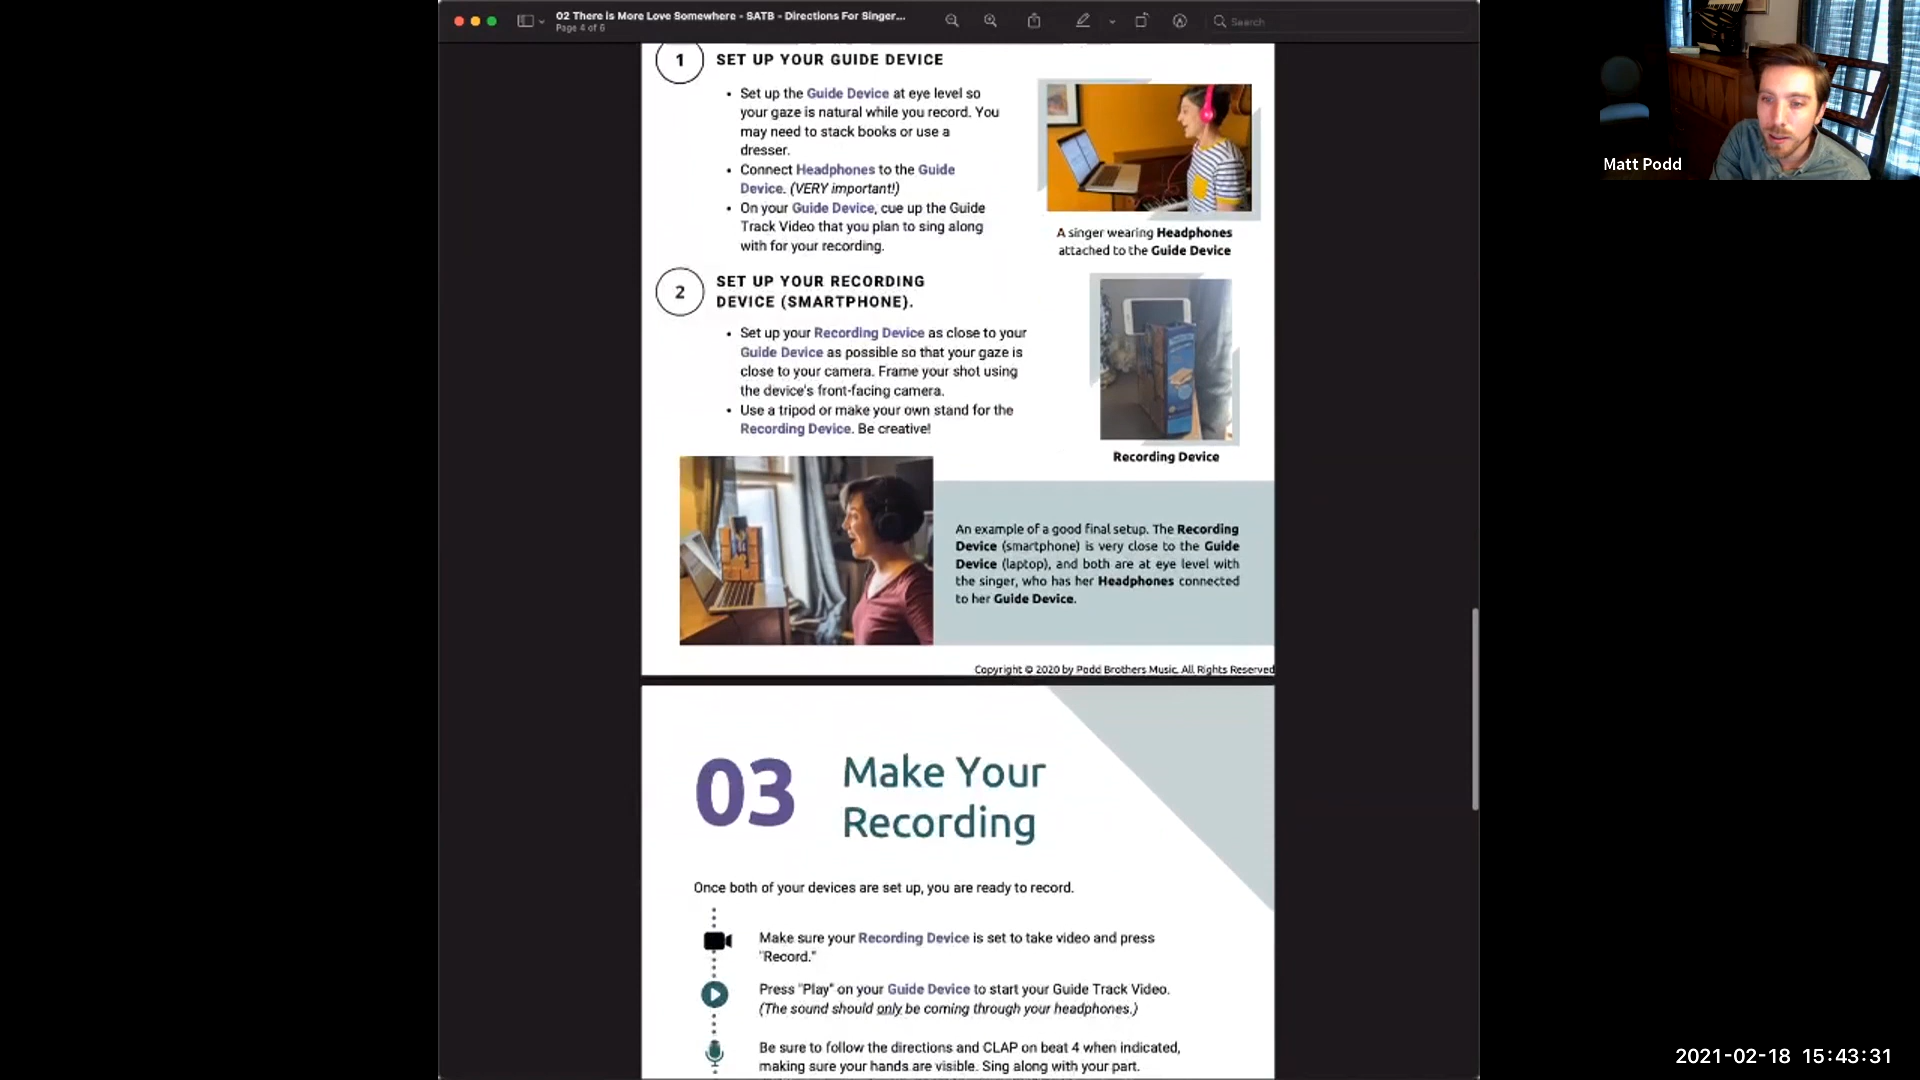 02 There is More Love Somewhere - SATB - Directions For Singer...
Page 4 of 6
Search
1
SET UP YOUR GUIDE DEVICE
• Set up the Guide Device at eye level so
your gaze is natural while you record. You
may need to stack books or use a
dresser.
• Connect Headphones to the Guide
Device. (VERY important!)
• On your Guide Device, cue up the Guide
Track Video that you plan to sing along
with for your recording.
A singer wearing Headphones
attached to the Guide Device
2
SET UP YOUR RECORDING
DEVICE (SMARTPHONE).
• Set up your Recording Device as close to your
Guide Device as possible so that your gaze is
close to your camera. Frame your shot using
the device's front-facing camera.
• Use a tripod or make your own stand for the
Recording Device. Be creative!
Recording Device
An example of a good final setup. The Recording
Device (smartphone) is very close to the Guide
Device (laptop), and both are at eye level with
the singer, who has her Headphones connected
to her Guide Device.
Copyright © 2020 by Podd Brothers Music. All Rights Reserved
03
Make Your
Recording
Once both of your devices are set up, you are ready to record.
Make sure your Recording Device is set to take video and press
"Record."
Press "Play" on your Guide Device to start your Guide Track Video.
(The sound should only be coming through your headphones.)
Be sure to follow the directions and CLAP on beat 4 when indicated,
making sure your hands are visible. Sing along with your part.
Matt Podd
2021-02-18 15:43:31